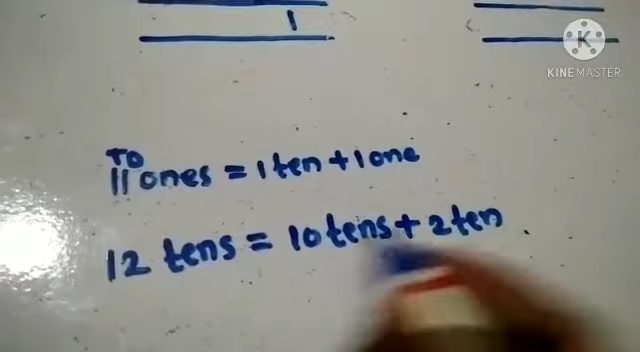 1
K
KINEMASTER
TO
11 ones = 1 ten + 1 one
12 tens = 10 tens + 2 ten